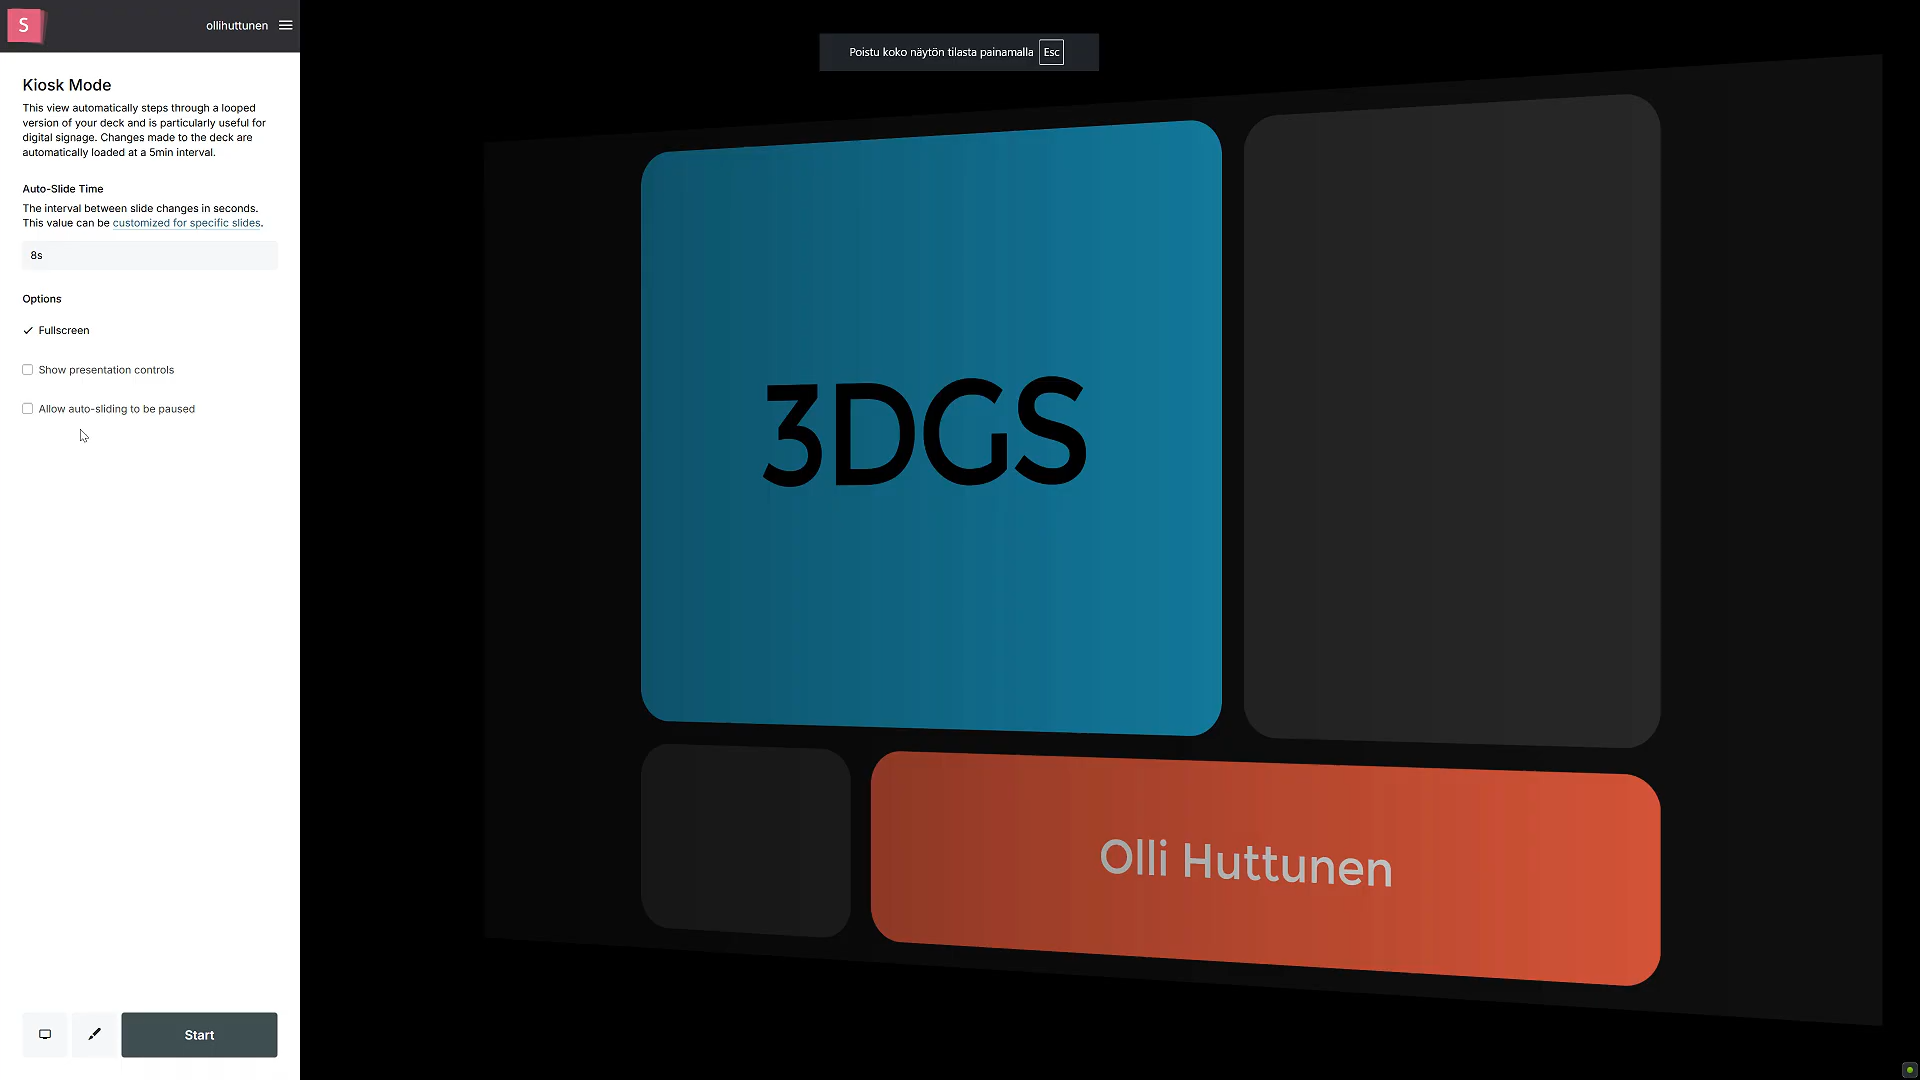 S
ollihuttunen
Kiosk Mode
This view automatically steps through a looped
version of your deck and is particularly useful for
digital signage. Changes made to the deck are
automatically loaded at a 5min interval.
Auto-Slide Time
The interval between slide changes in seconds.
This value can be customized for specific slides.
8s
Options
Fullscreen
Show presentation controls
Allow auto-sliding to be paused
Start
Poistu koko näytön tilasta painamalla Esc
3DGS
Olli Huttunen